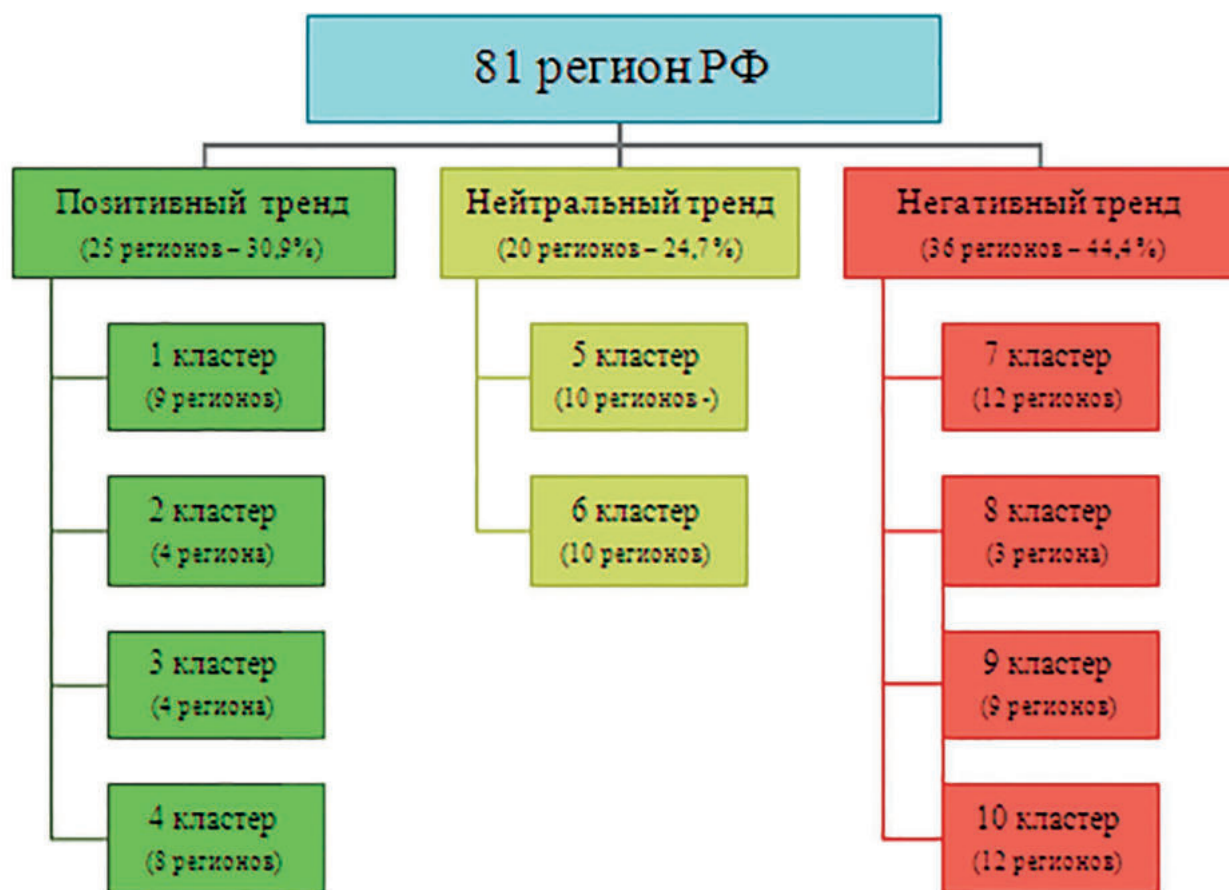 81 регион РФ
Позитивный тренд
(25 регионов – 30,9%)
1 кластер
(9 регионов)
2 кластер
(4 региона)
3 кластер
(4 региона)
4 кластер
(8 регионов)
Нейтральный тренд
(20 регионов – 24,7%)
5 кластер
(10 регионов -)
6 кластер
(10 регионов)
Негативный тренд
(36 регионов – 44,4%)
7 кластер
(12 регионов)
8 кластер
(3 региона)
9 кластер
(9 регионов)
10 кластер
(12 регионов)